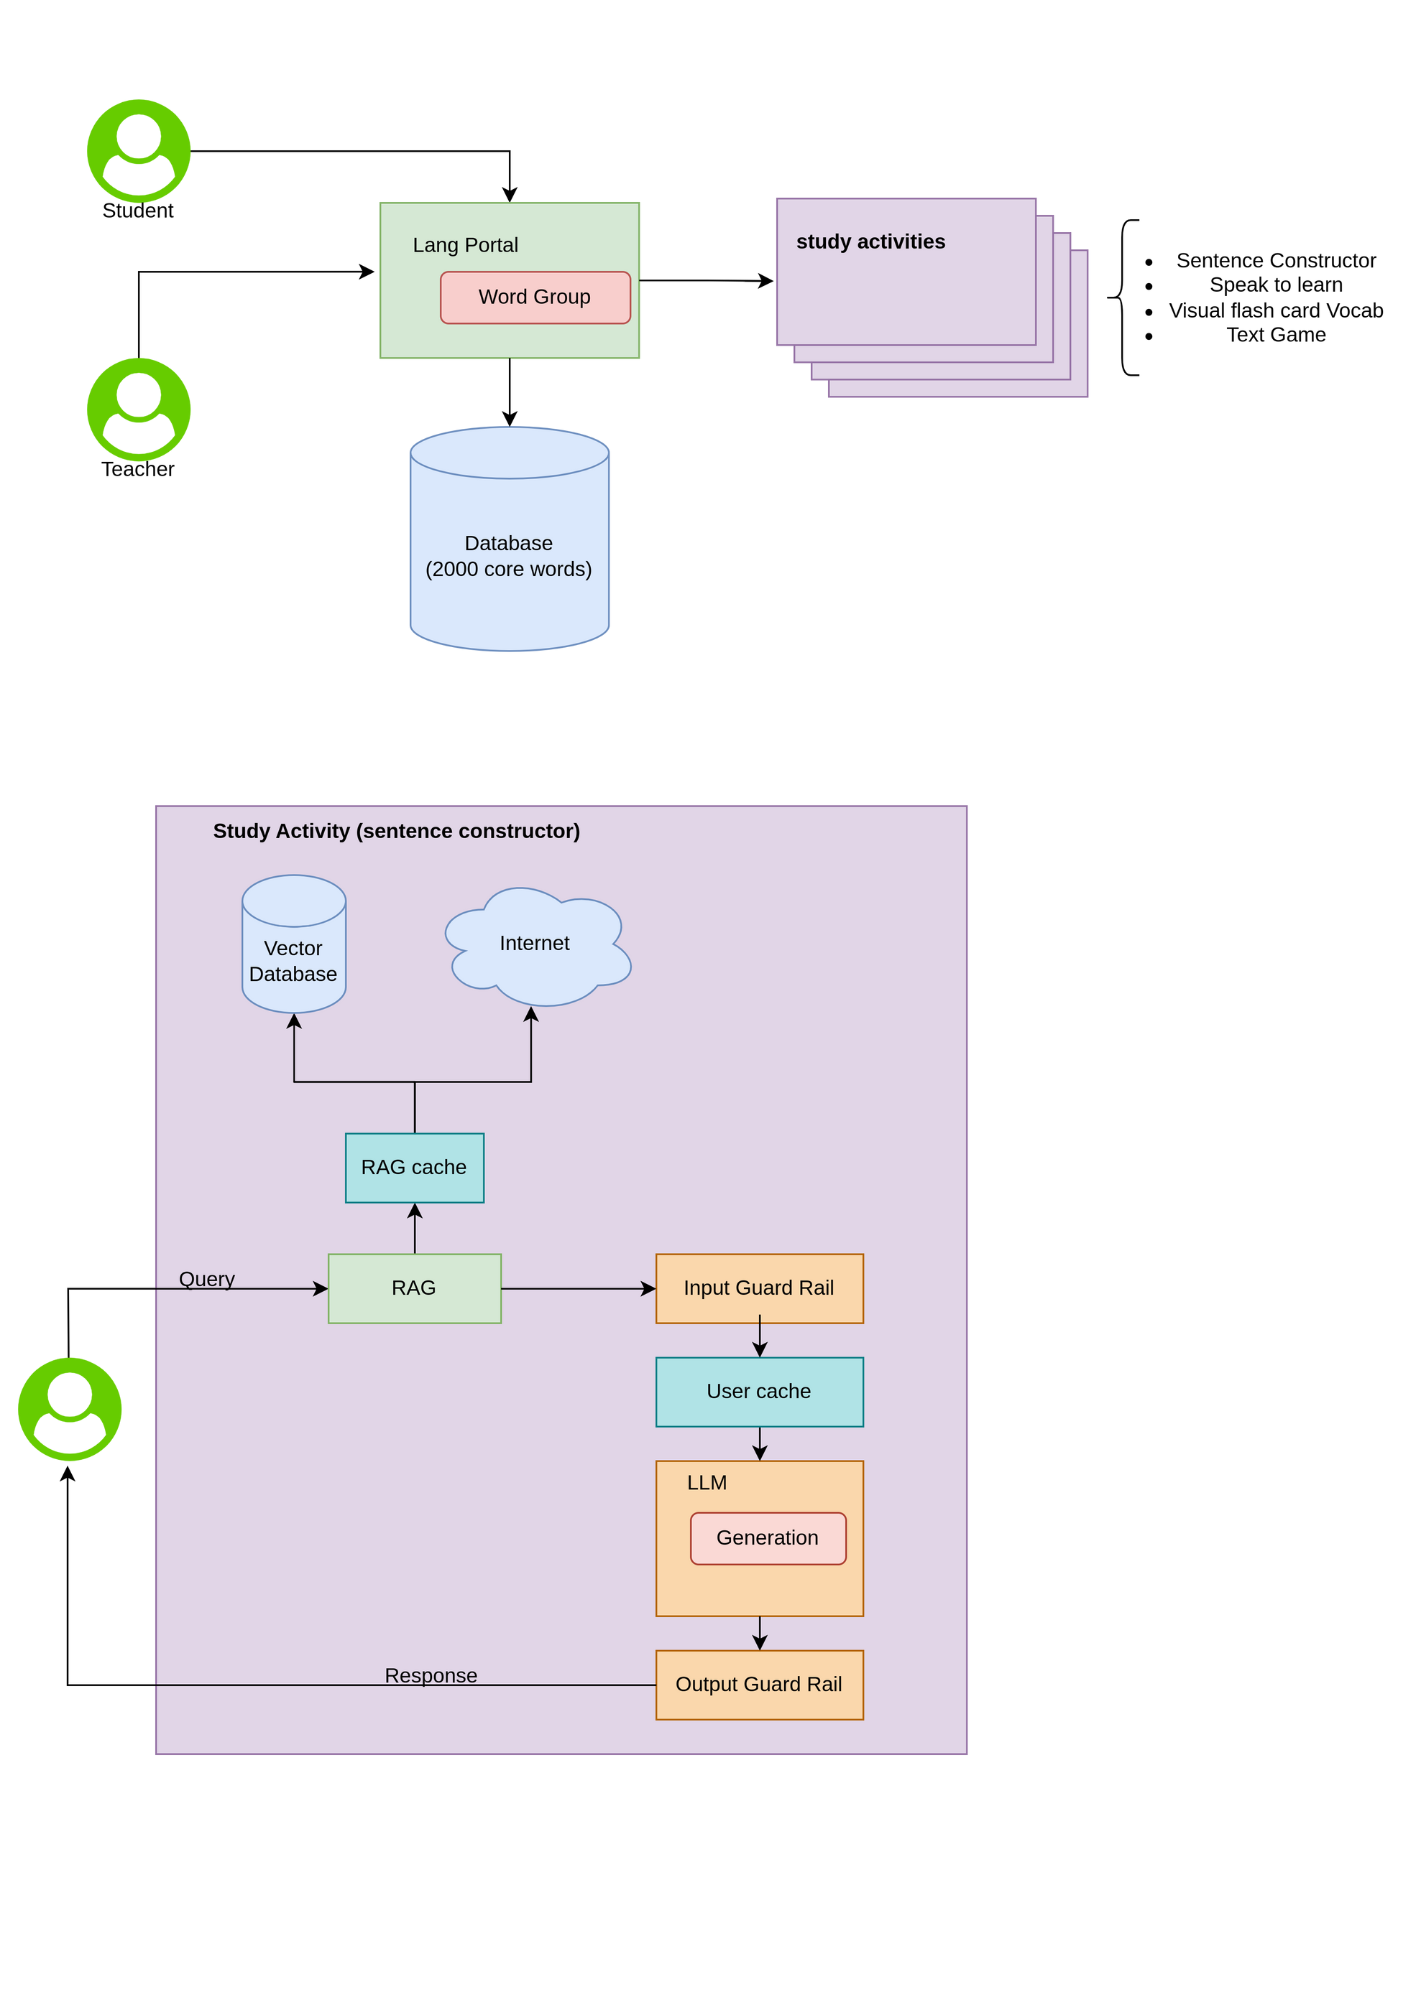 Student
Lang Portal
Word Group
Teacher
study activities
Sentence Constructor
Speak to learn
Visual flash card Vocab
Text Game
Database
(2000 core words)
Study Activity (sentence constructor)
Vector
Database
Internet
RAG cache
Query
RAG
Input Guard Rail
User cache
LLM
Generation
Response
Output Guard Rail